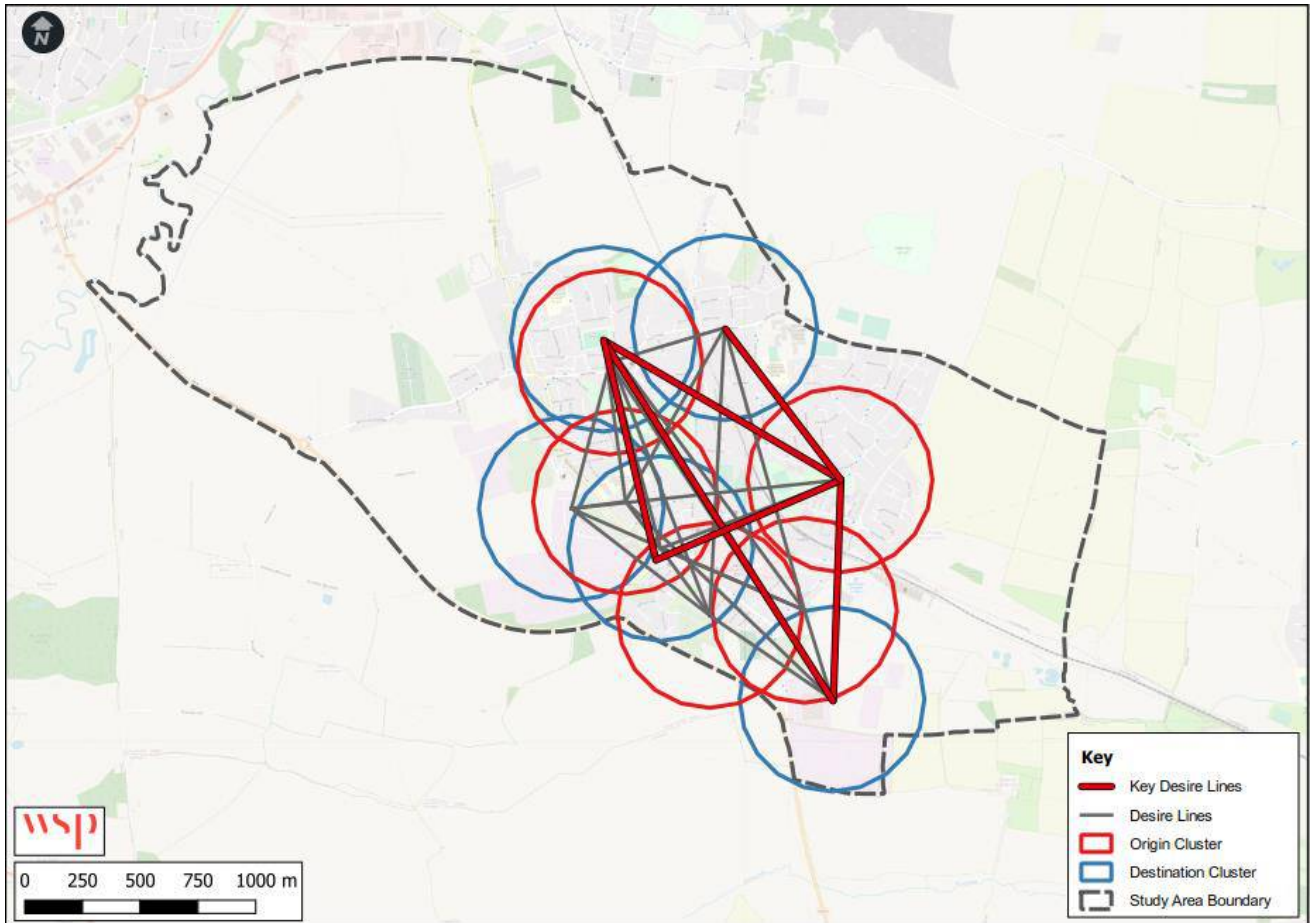 N
Key
Key Desire Lines
Desire Lines
Origin Cluster
Destination Cluster
Study Area Boundary
wsp
0 250 500 750 1000 m